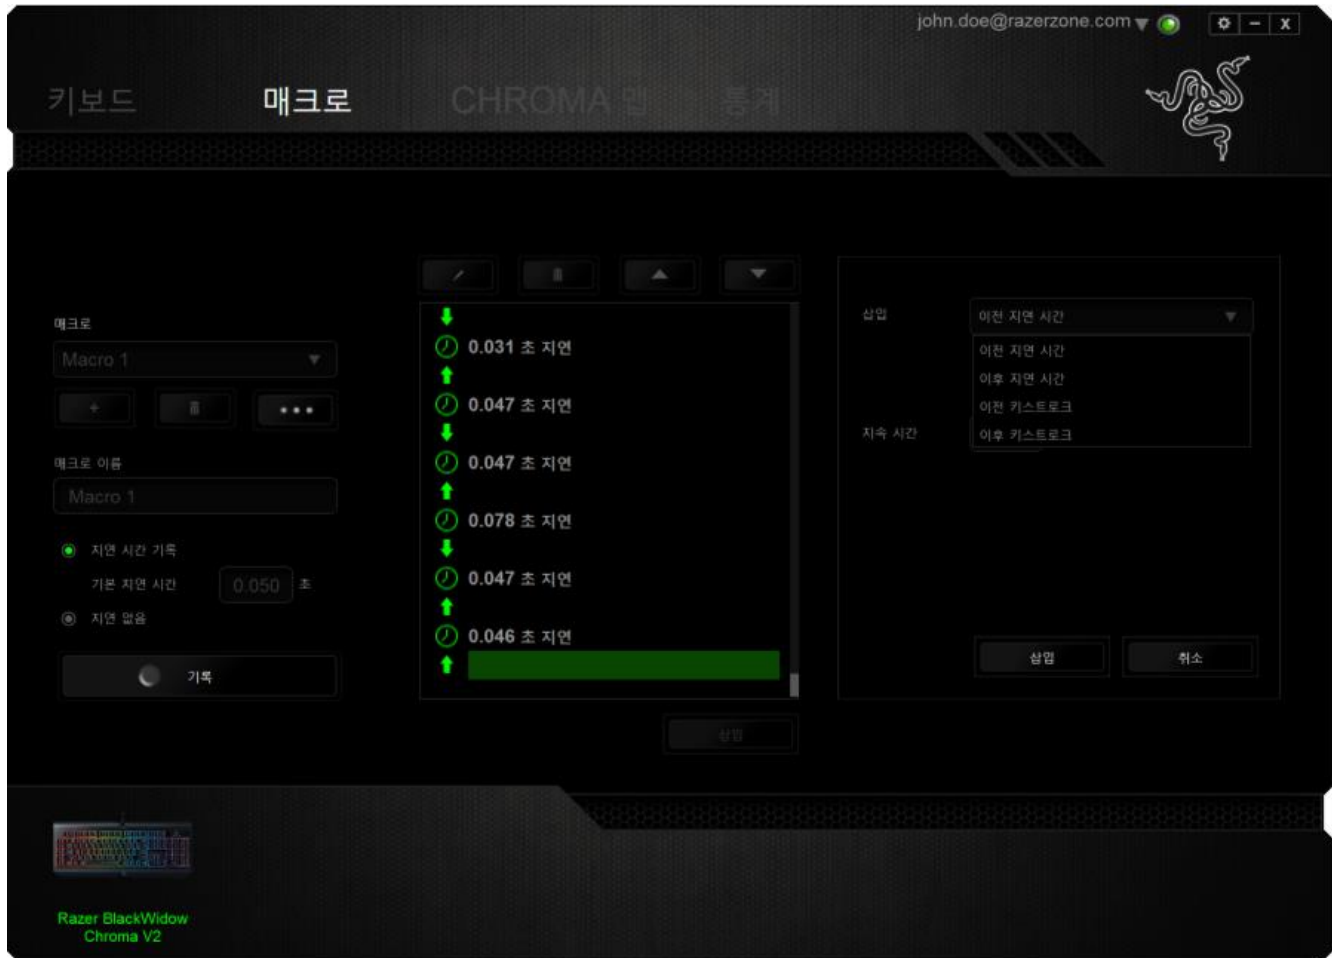 john.doe@razerzone.com
키보드
매크로
CHROMA 맵
통계
매크로
Macro 1
매크로 이름
Macro 1
지연 시간 기록
기본 지연 시간
0.050
초
지연 없음
기록
0.031 초 지연
0.047 초 지연
0.047 초 지연
0.078 초 지연
0.047 초 지연
0.046 초 지연
삽입
삽입
이전 지연 시간
이전 지연 시간
이후 지연 시간
이전 키스트로크
이후 키스트로크
지속 시간
삽입
취소
Razer BlackWidow
Chroma V2